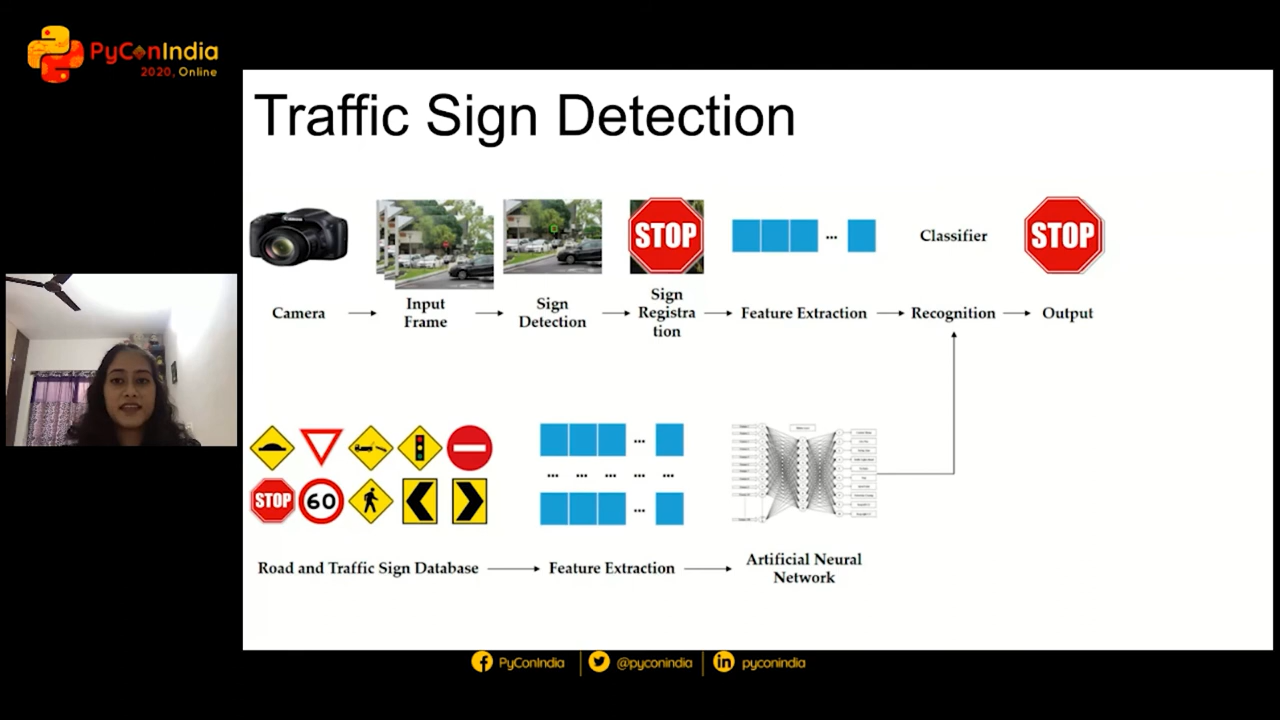 PyConIndia
2020, Online
Traffic Sign Detection
STOP
...
Classifier
STOP
Camera
Input
Frame
Sign
Detection
Sign
Registra
tion
Feature Extraction
Recognition
Output
STOP
60
...
... ... ... ... ...
...
Road and Traffic Sign Database
Feature Extraction
Artificial Neural
Network
PyConIndia
@pyconindia
pyconindia